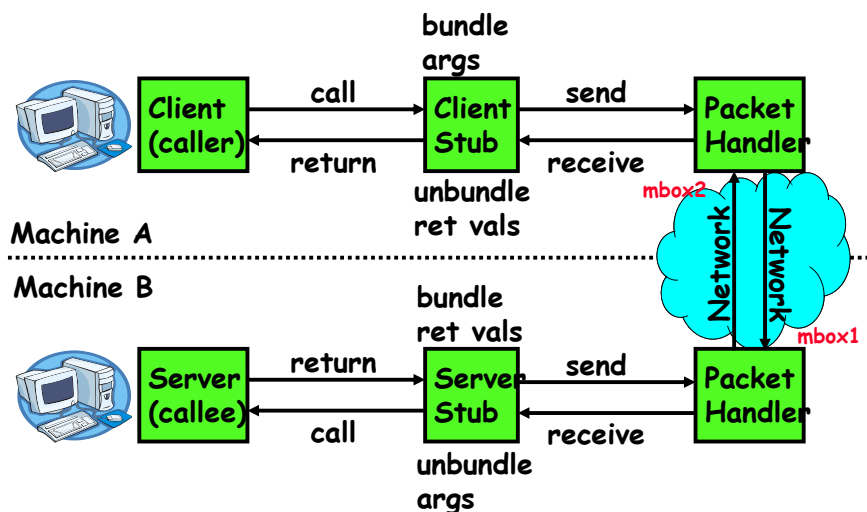 bundle
args
Client
(caller)
call
return
Client
Stub
send
receive
Packet
Handler
unbundle
ret vals
mbox2
Network
Network
mbox1
Machine A
Machine B
bundle
ret vals
Server
(callee)
return
call
Server
Stub
send
receive
Packet
Handler
unbundle
args